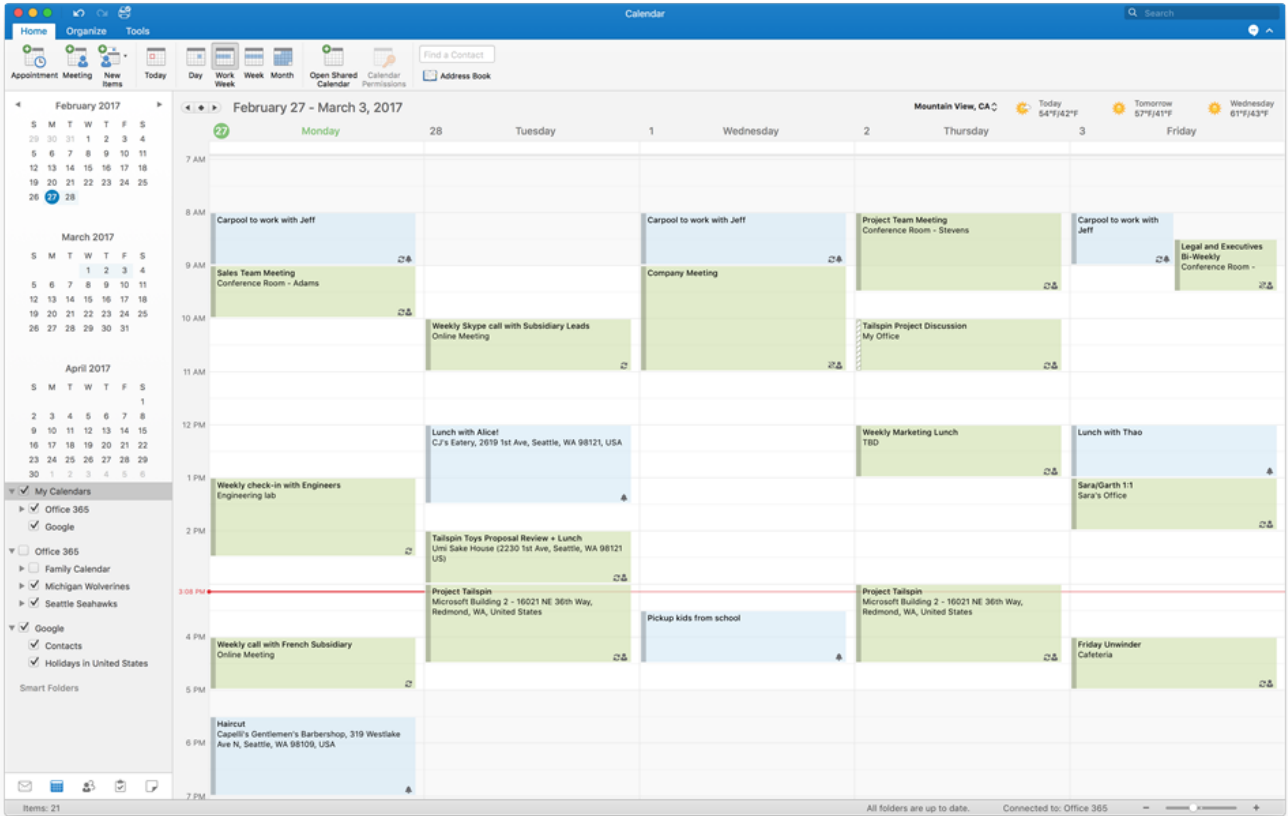 Calendar
Search
Home Organize Tools
Appointment Meeting New Items Today Day Work Week Week Month Open Shared Calendar Calendar Permissions
Find a Contact
Address Book
February 2017
S M T W T F S
29 30 31 1 2 3 4
5 6 7 8 9 10 11
12 13 14 15 16 17 18
19 20 21 22 23 24 25
26 27 28
March 2017
S M T W T F S
1 2 3 4
5 6 7 8 9 10 11
12 13 14 15 16 17 18
19 20 21 22 23 24 25
26 27 28 29 30 31
April 2017
S M T W T F S
1
2 3 4 5 6 7 8
9 10 11 12 13 14 15
16 17 18 19 20 21 22
23 24 25 26 27 28 29
30 1 2 3 4 5 6
My Calendars
Office 365
Google
Office 365
Family Calendar
Michigan Wolverines
Seattle Seahawks
Google
Contacts
Holidays in United States
Smart Folders
February 27 - March 3, 2017
Mountain View, CA
Today
54°F/42°F
Tomorrow
57°F/41°F
Wednesday
61°F/43°F
27 Monday
28 Tuesday
1 Wednesday
2 Thursday
3 Friday
7 AM
8 AM
9 AM
10 AM
11 AM
12 PM
1 PM
2 PM
3:08 PM
4 PM
5 PM
6 PM
7 PM
Carpool to work with Jeff
Sales Team Meeting
Conference Room - Adams
Weekly check-in with Engineers
Engineering lab
Weekly call with French Subsidiary
Online Meeting
Haircut
Capelli's Gentlemen's Barbershop, 319 Westlake
Ave N, Seattle, WA 98109, USA
Weekly Skype call with Subsidiary Leads
Online Meeting
Lunch with Alice!
CJ's Eatery, 2619 1st Ave, Seattle, WA 98121, USA
Tailspin Toys Proposal Review + Lunch
Umi Sake House (2230 1st Ave, Seattle, WA 98121
US)
Project Tailspin
Microsoft Building 2 - 16021 NE 36th Way,
Redmond, WA, United States
Carpool to work with Jeff
Company Meeting
Pickup kids from school
Project Team Meeting
Conference Room - Stevens
Tailspin Project Discussion
My Office
Weekly Marketing Lunch
TBD
Project Tailspin
Microsoft Building 2 - 16021 NE 36th Way,
Redmond, WA, United States
Carpool to work with
Jeff
Legal and Executives
Bi-Weekly
Conference Room -
Lunch with Thao
Sara/Garth 1:1
Sara's Office
Friday Unwinder
Cafeteria
Items: 21
All folders are up to date.
Connected to: Office 365